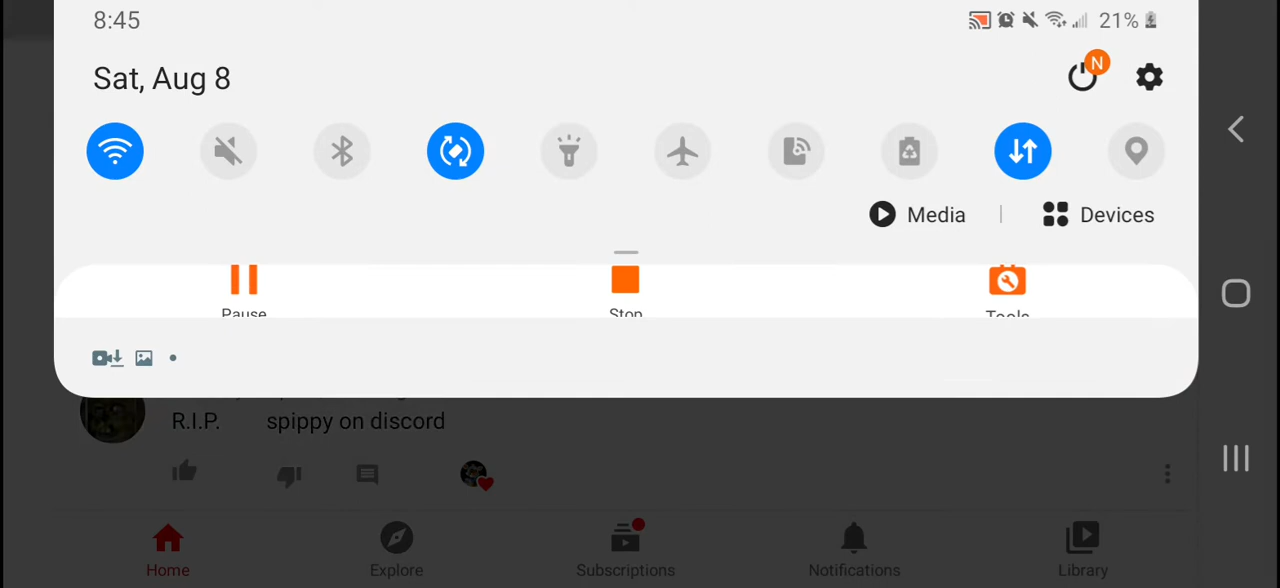 8:45
21%
Sat, Aug 8
N
Media | Devices
Pause
Stop
Tools
R.I.P. spippy on discord
Home
Explore
Subscriptions
Notifications
Library